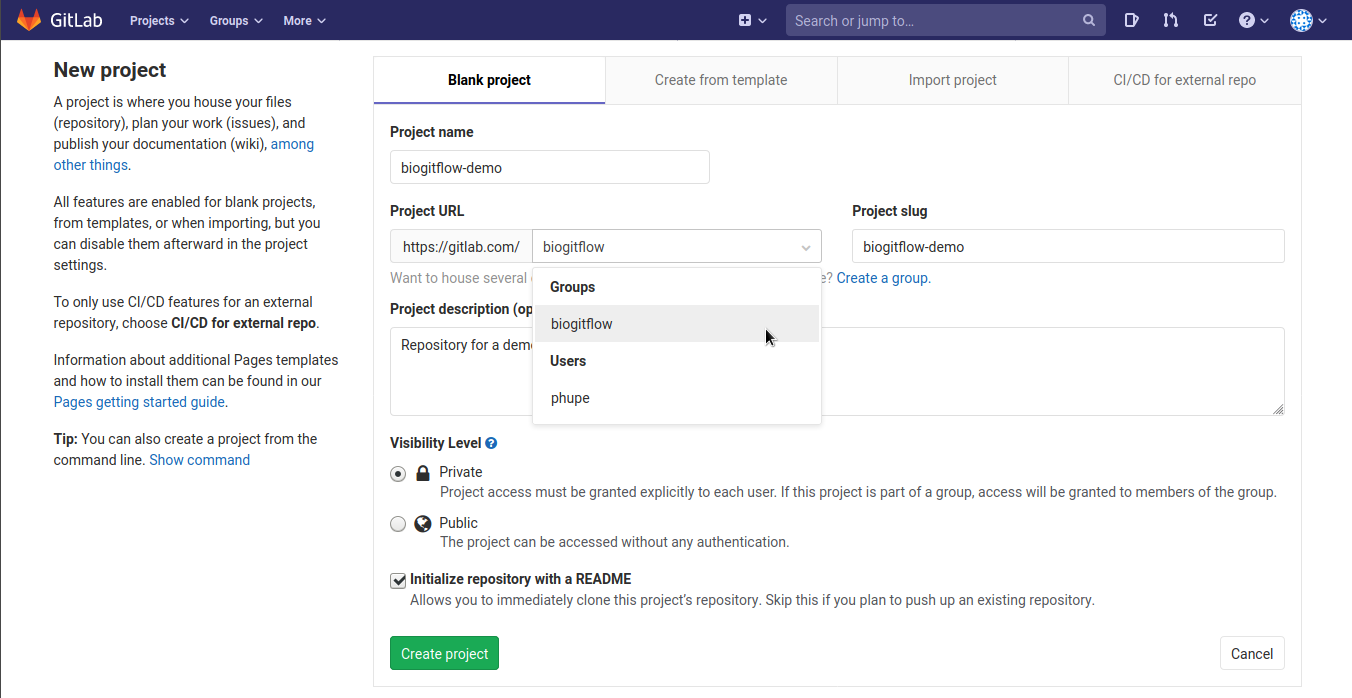 GitLab Projects Groups More Search or jump to…
New project
A project is where you house your files
(repository), plan your work (issues), and
publish your documentation (wiki), among
other things.
All features are enabled for blank projects,
from templates, or when importing, but you
can disable them afterward in the project
settings.
To only use CI/CD features for an external
repository, choose CI/CD for external repo.
Information about additional Pages templates
and how to install them can be found in our
Pages getting started guide.
Tip: You can also create a project from the
command line. Show command
Blank project Create from template Import project CI/CD for external repo
Project name
biogitflow-demo
Project URL Project slug
https://gitlab.com/ biogitflow biogitflow-demo
Want to house several ? Create a group.
Groups
Project description
biogitflow
Repository for a
Users
phupe
Visibility Level
Private
Project access must be granted explicitly to each user. If this project is part of a group, access will be granted to members of the group.
Public
The project can be accessed without any authentication.
Initialize repository with a README
Allows you to immediately clone this project's repository. Skip this if you plan to push up an existing repository.
Create project Cancel